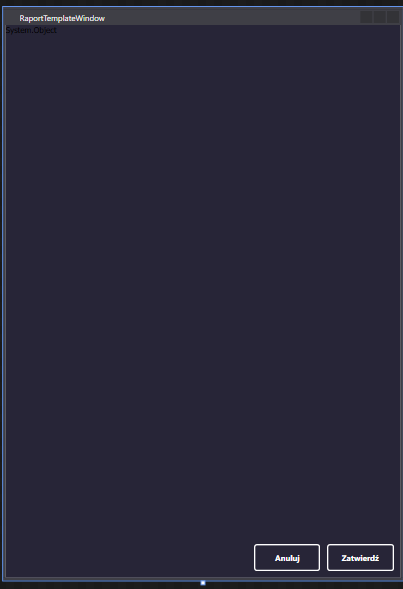 RaportTemplateWindow
System.Object
Anuluj
Zatwierdź